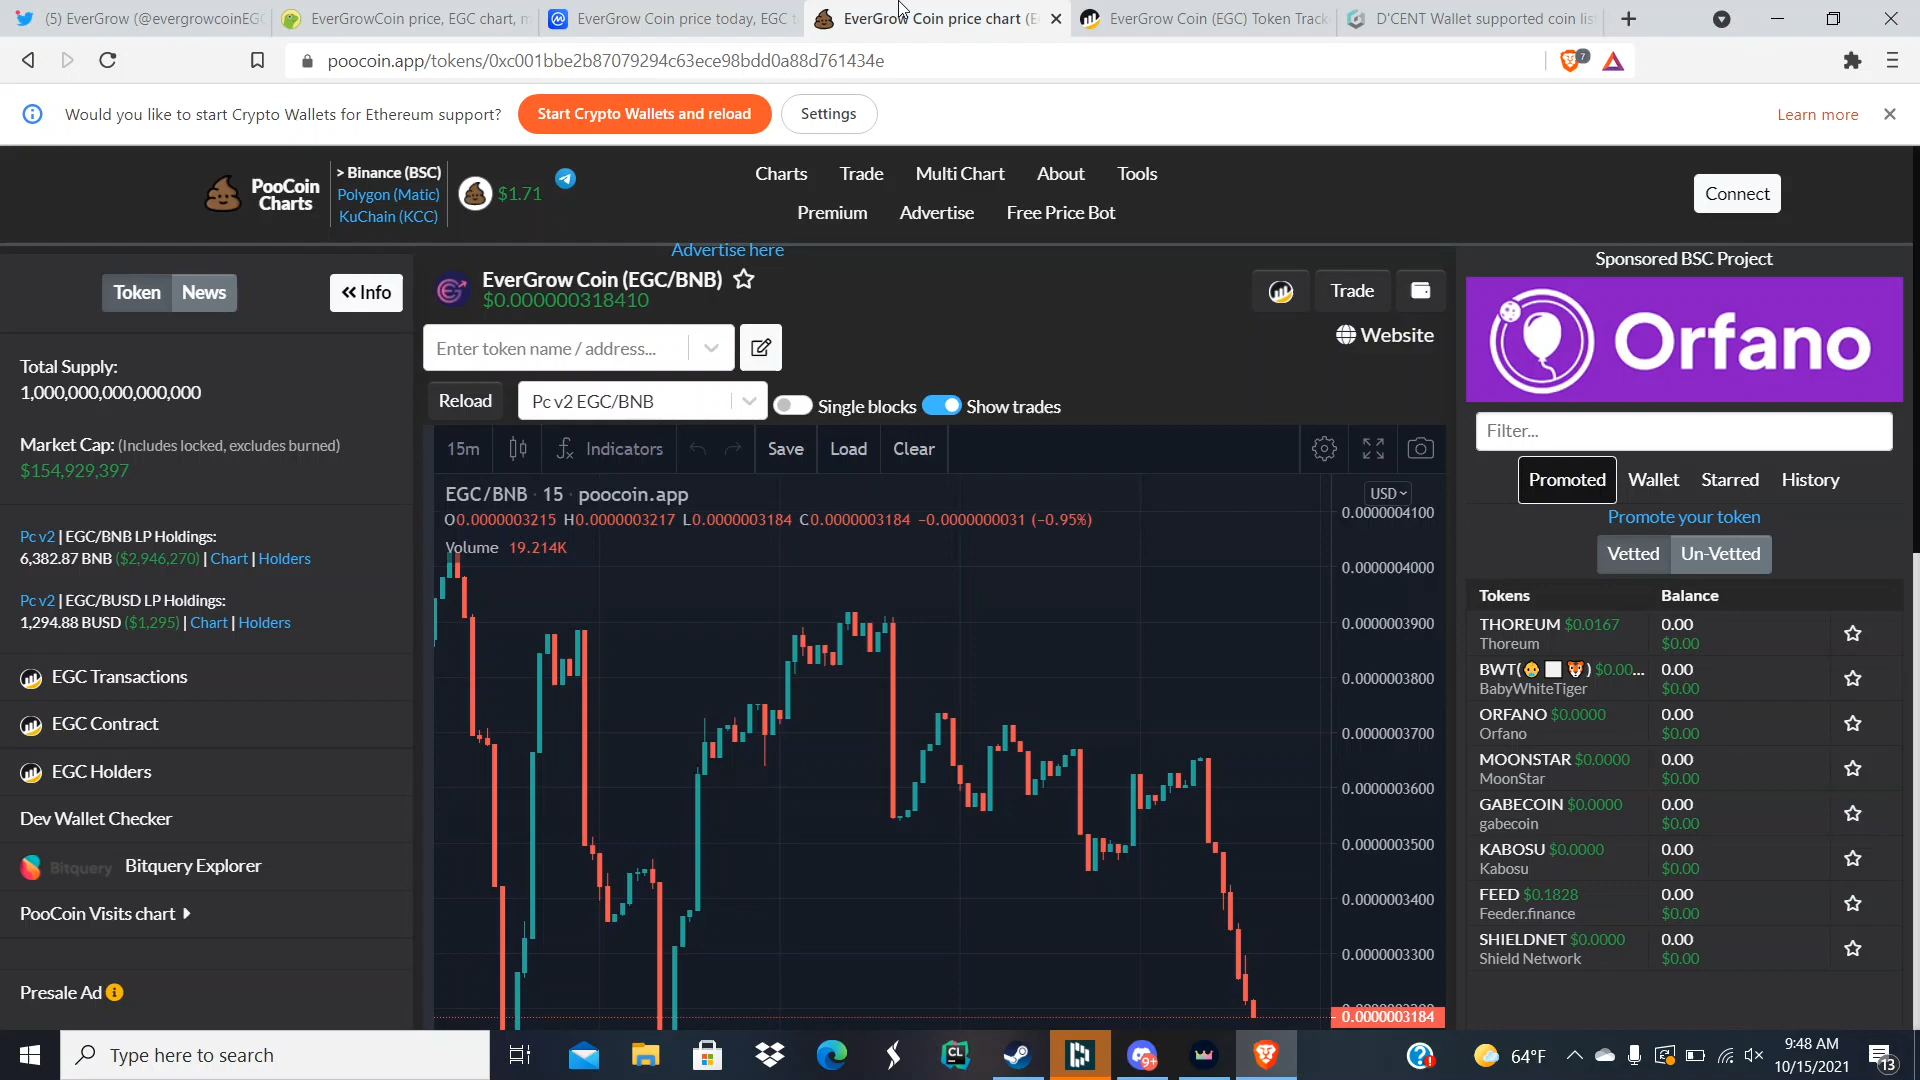 (5) EverGrow (@evergrowcoinEGC
EverGrowCoin price, EGC chart, m
EverGrow Coin price today, EGC t
EverGrow Coin price chart (E
EverGrow Coin (EGC) Token Track
D'CENT Wallet supported coin lis
poocoin.app/tokens/0xc001bbe2b87079294c63ece98bdd0a88d761434e
7
Would you like to start Crypto Wallets for Ethereum support?
Start Crypto Wallets and reload
Settings
Learn more
PooCoin
Charts
> Binance (BSC)
Polygon (Matic)
KuChain (KCC)
$1.71
Charts
Trade
Multi Chart
About
Tools
Premium
Advertise
Free Price Bot
Connect
Advertise here
Token
News
Info
Total Supply:
1,000,000,000,000,000
Market Cap: (Includes locked, excludes burned)
$154,929,397
Pc v2 | EGC/BNB LP Holdings:
6,382.87 BNB ($2,946,270) | Chart | Holders
Pc v2 | EGC/BUSD LP Holdings:
1,294.88 BUSD ($1,295) | Chart | Holders
EGC Transactions
EGC Contract
EGC Holders
Dev Wallet Checker
Bitquery
Bitquery Explorer
PooCoin Visits chart
Presale Ad
EverGrow Coin (EGC/BNB)
$0.000000318410
Trade
Website
Enter token name / address...
Reload
Pc v2 EGC/BNB
Single blocks
Show trades
15m
Indicators
Save
Load
Clear
EGC/BNB · 15 · poocoin.app
O0.0000003215 H0.0000003217 L0.0000003184 C0.0000003184 −0.0000000031 (−0.95%)
Volume 19.214K
USD
0.0000004100
0.0000004000
0.0000003900
0.0000003800
0.0000003700
0.0000003600
0.0000003500
0.0000003400
0.0000003300
0.0000003184
Sponsored BSC Project
Orfano
Filter...
Promoted
Wallet
Starred
History
Promote your token
Vetted
Un-Vetted
Tokens
Balance
THOREUM $0.0167
0.00
Thoreum
$0.00
BWT(👶⬜🐯) $0.00...
0.00
BabyWhiteTiger
$0.00
ORFANO $0.0000
0.00
Orfano
$0.00
MOONSTAR $0.0000
0.00
MoonStar
$0.00
GABECOIN $0.0000
0.00
gabecoin
$0.00
KABOSU $0.0000
0.00
Kabosu
$0.00
FEED $0.1828
0.00
Feeder.finance
$0.00
SHIELDNET $0.0000
0.00
Shield Network
$0.00
Type here to search
CL
9+
64°F
9:48 AM
10/15/2021
13